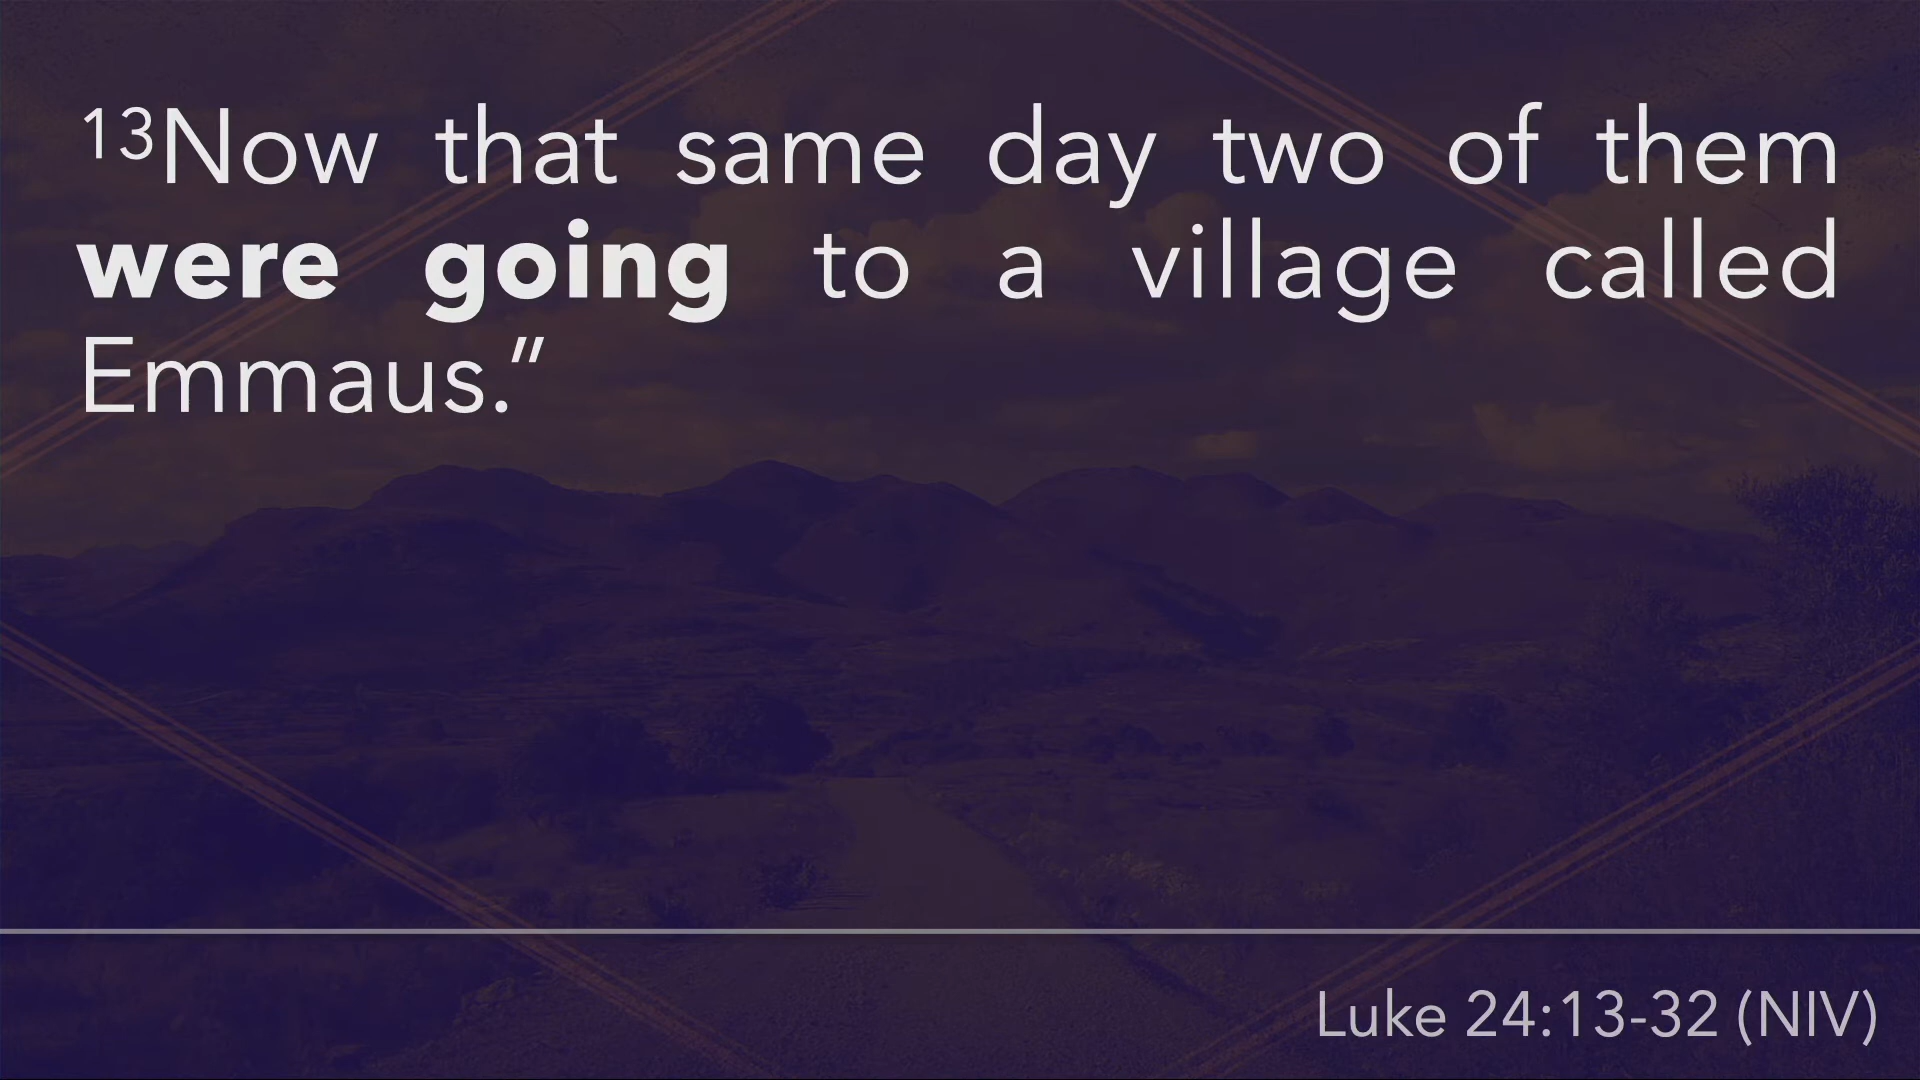 ¹³Now that same day two of them
were going to a village called
Emmaus.”
Luke 24:13-32 (NIV)